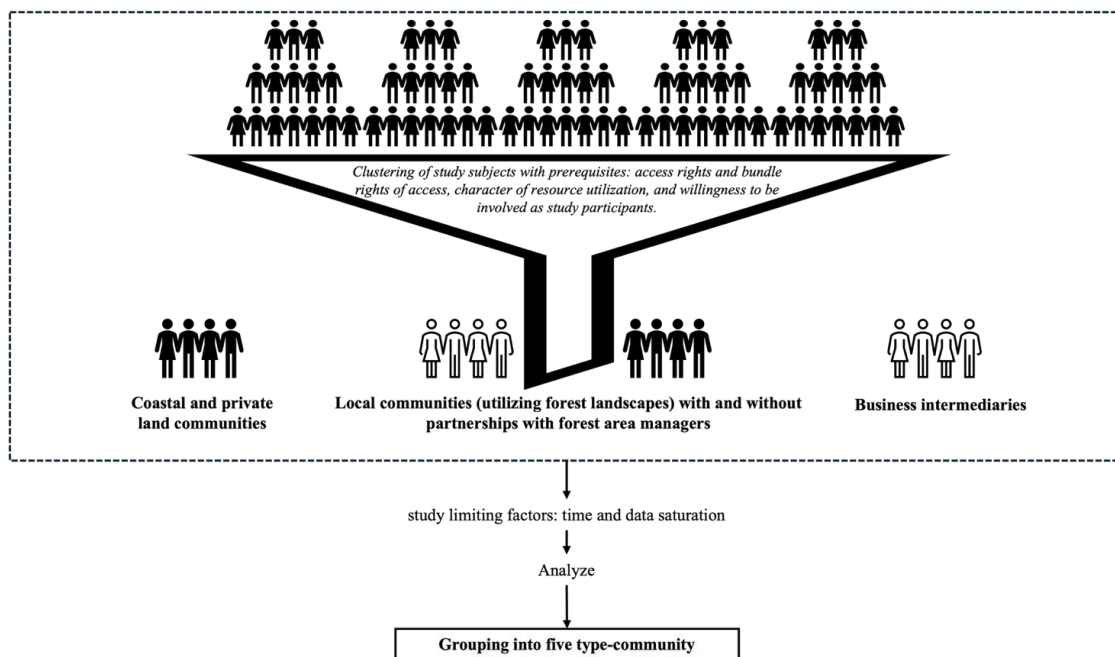 Clustering of study subjects with prerequisites: access rights and bundle
rights of access, character of resource utilization, and willingness to be
involved as study participants.
Coastal and private
land communities
Local communities (utilizing forest landscapes) with and without
partnerships with forest area managers
Business intermediaries
study limiting factors: time and data saturation
Analyze
Grouping into five type-community